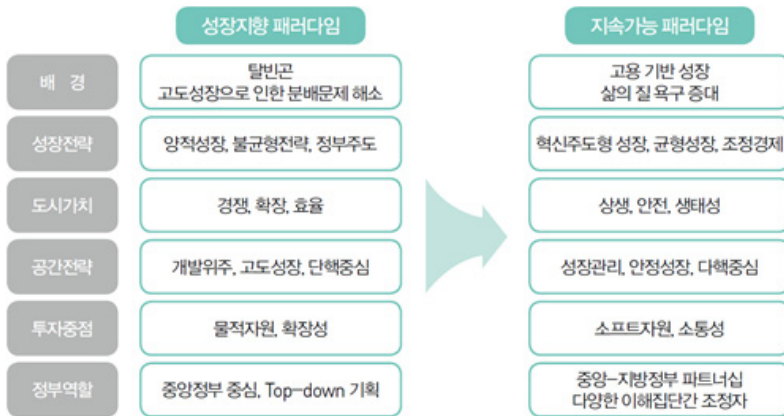 성장지향 패러다임
지속가능 패러다임
배 경
탈빈곤
고도성장으로 인한 분배문제 해소
고용 기반 성장
삶의 질 욕구 증대
성장전략
양적성장, 불균형전략, 정부주도
혁신주도형 성장, 균형성장, 조정경제
도시가치
경쟁, 확장, 효율
상생, 안전, 생태성
공간전략
개발위주, 고도성장, 단핵중심
성장관리, 안정성장, 다핵중심
투자중점
물적자원, 확장성
소프트자원, 소통성
정부역할
중앙정부 중심, Top-down 기획
중앙-지방정부 파트너십
다양한 이해집단간 조정자